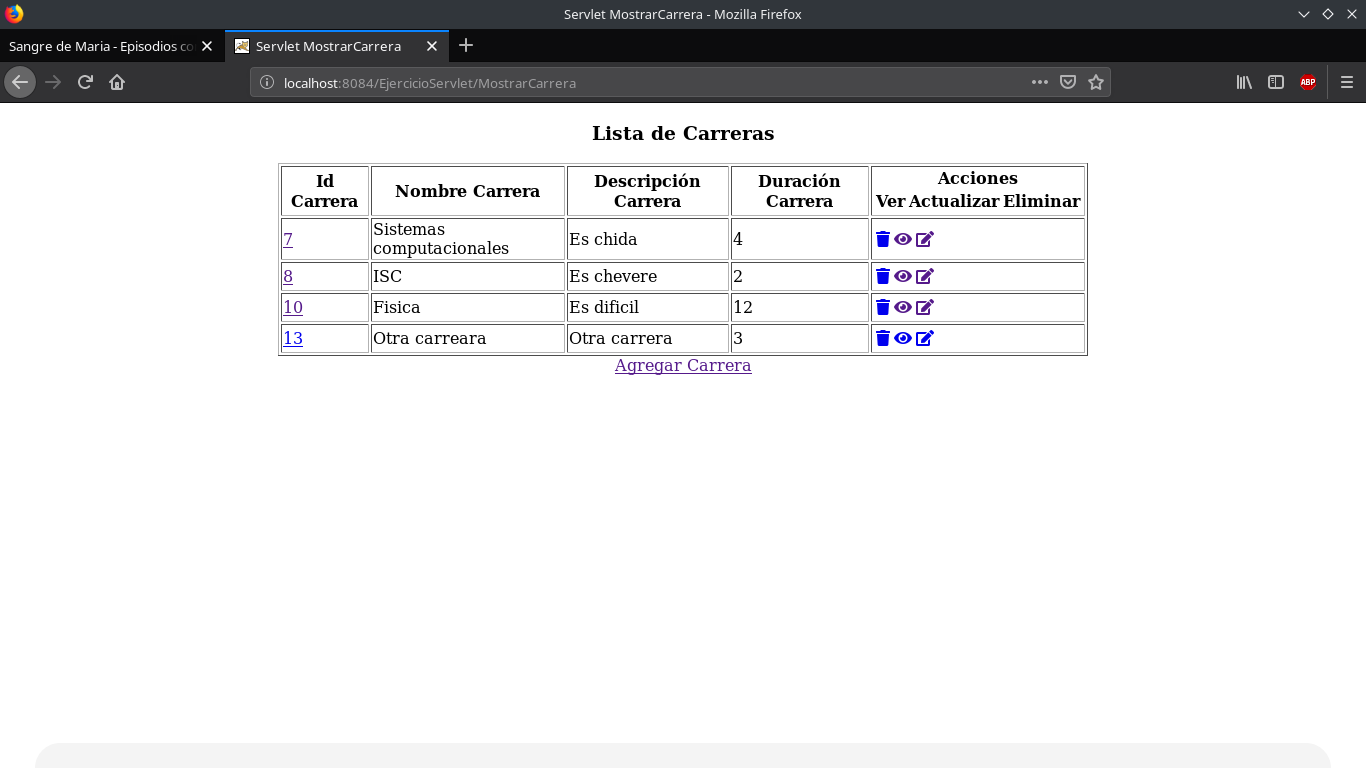 Servlet MostrarCarrera - Mozilla Firefox
Sangre de Maria - Episodios co
Servlet MostrarCarrera
localhost:8084/EjercicioServlet/MostrarCarrera
ABP
Lista de Carreras
Id Carrera
Nombre Carrera
Descripción Carrera
Duración Carrera
Acciones
Ver Actualizar Eliminar
7 Sistemas computacionales Es chida 4
8 ISC Es chevere 2
10 Fisica Es dificil 12
13 Otra carreara Otra carrera 3
Agregar Carrera